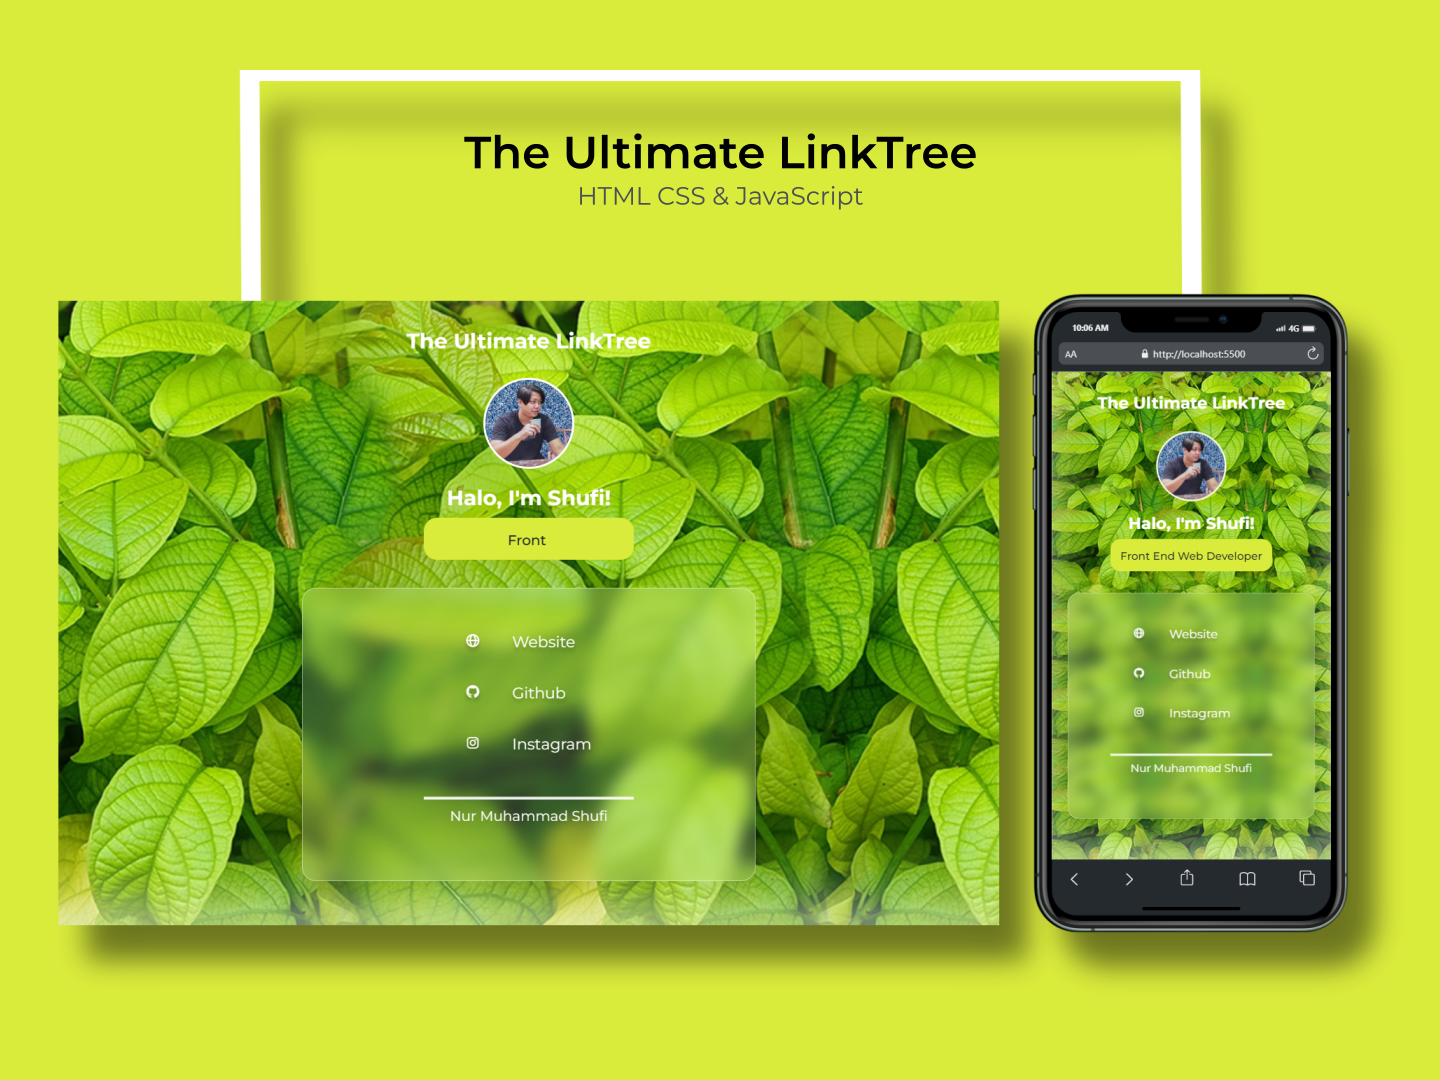 The Ultimate LinkTree
HTML CSS & JavaScript
The Ultimate LinkTree
Halo, I'm Shufi!
Front
Website
Github
Instagram
Nur Muhammad Shufi
10:06 AM
4G
AA
http://localhost:5500
The Ultimate LinkTree
Halo, I'm Shufi!
Front End Web Developer
Website
Github
Instagram
Nur Muhammad Shufi